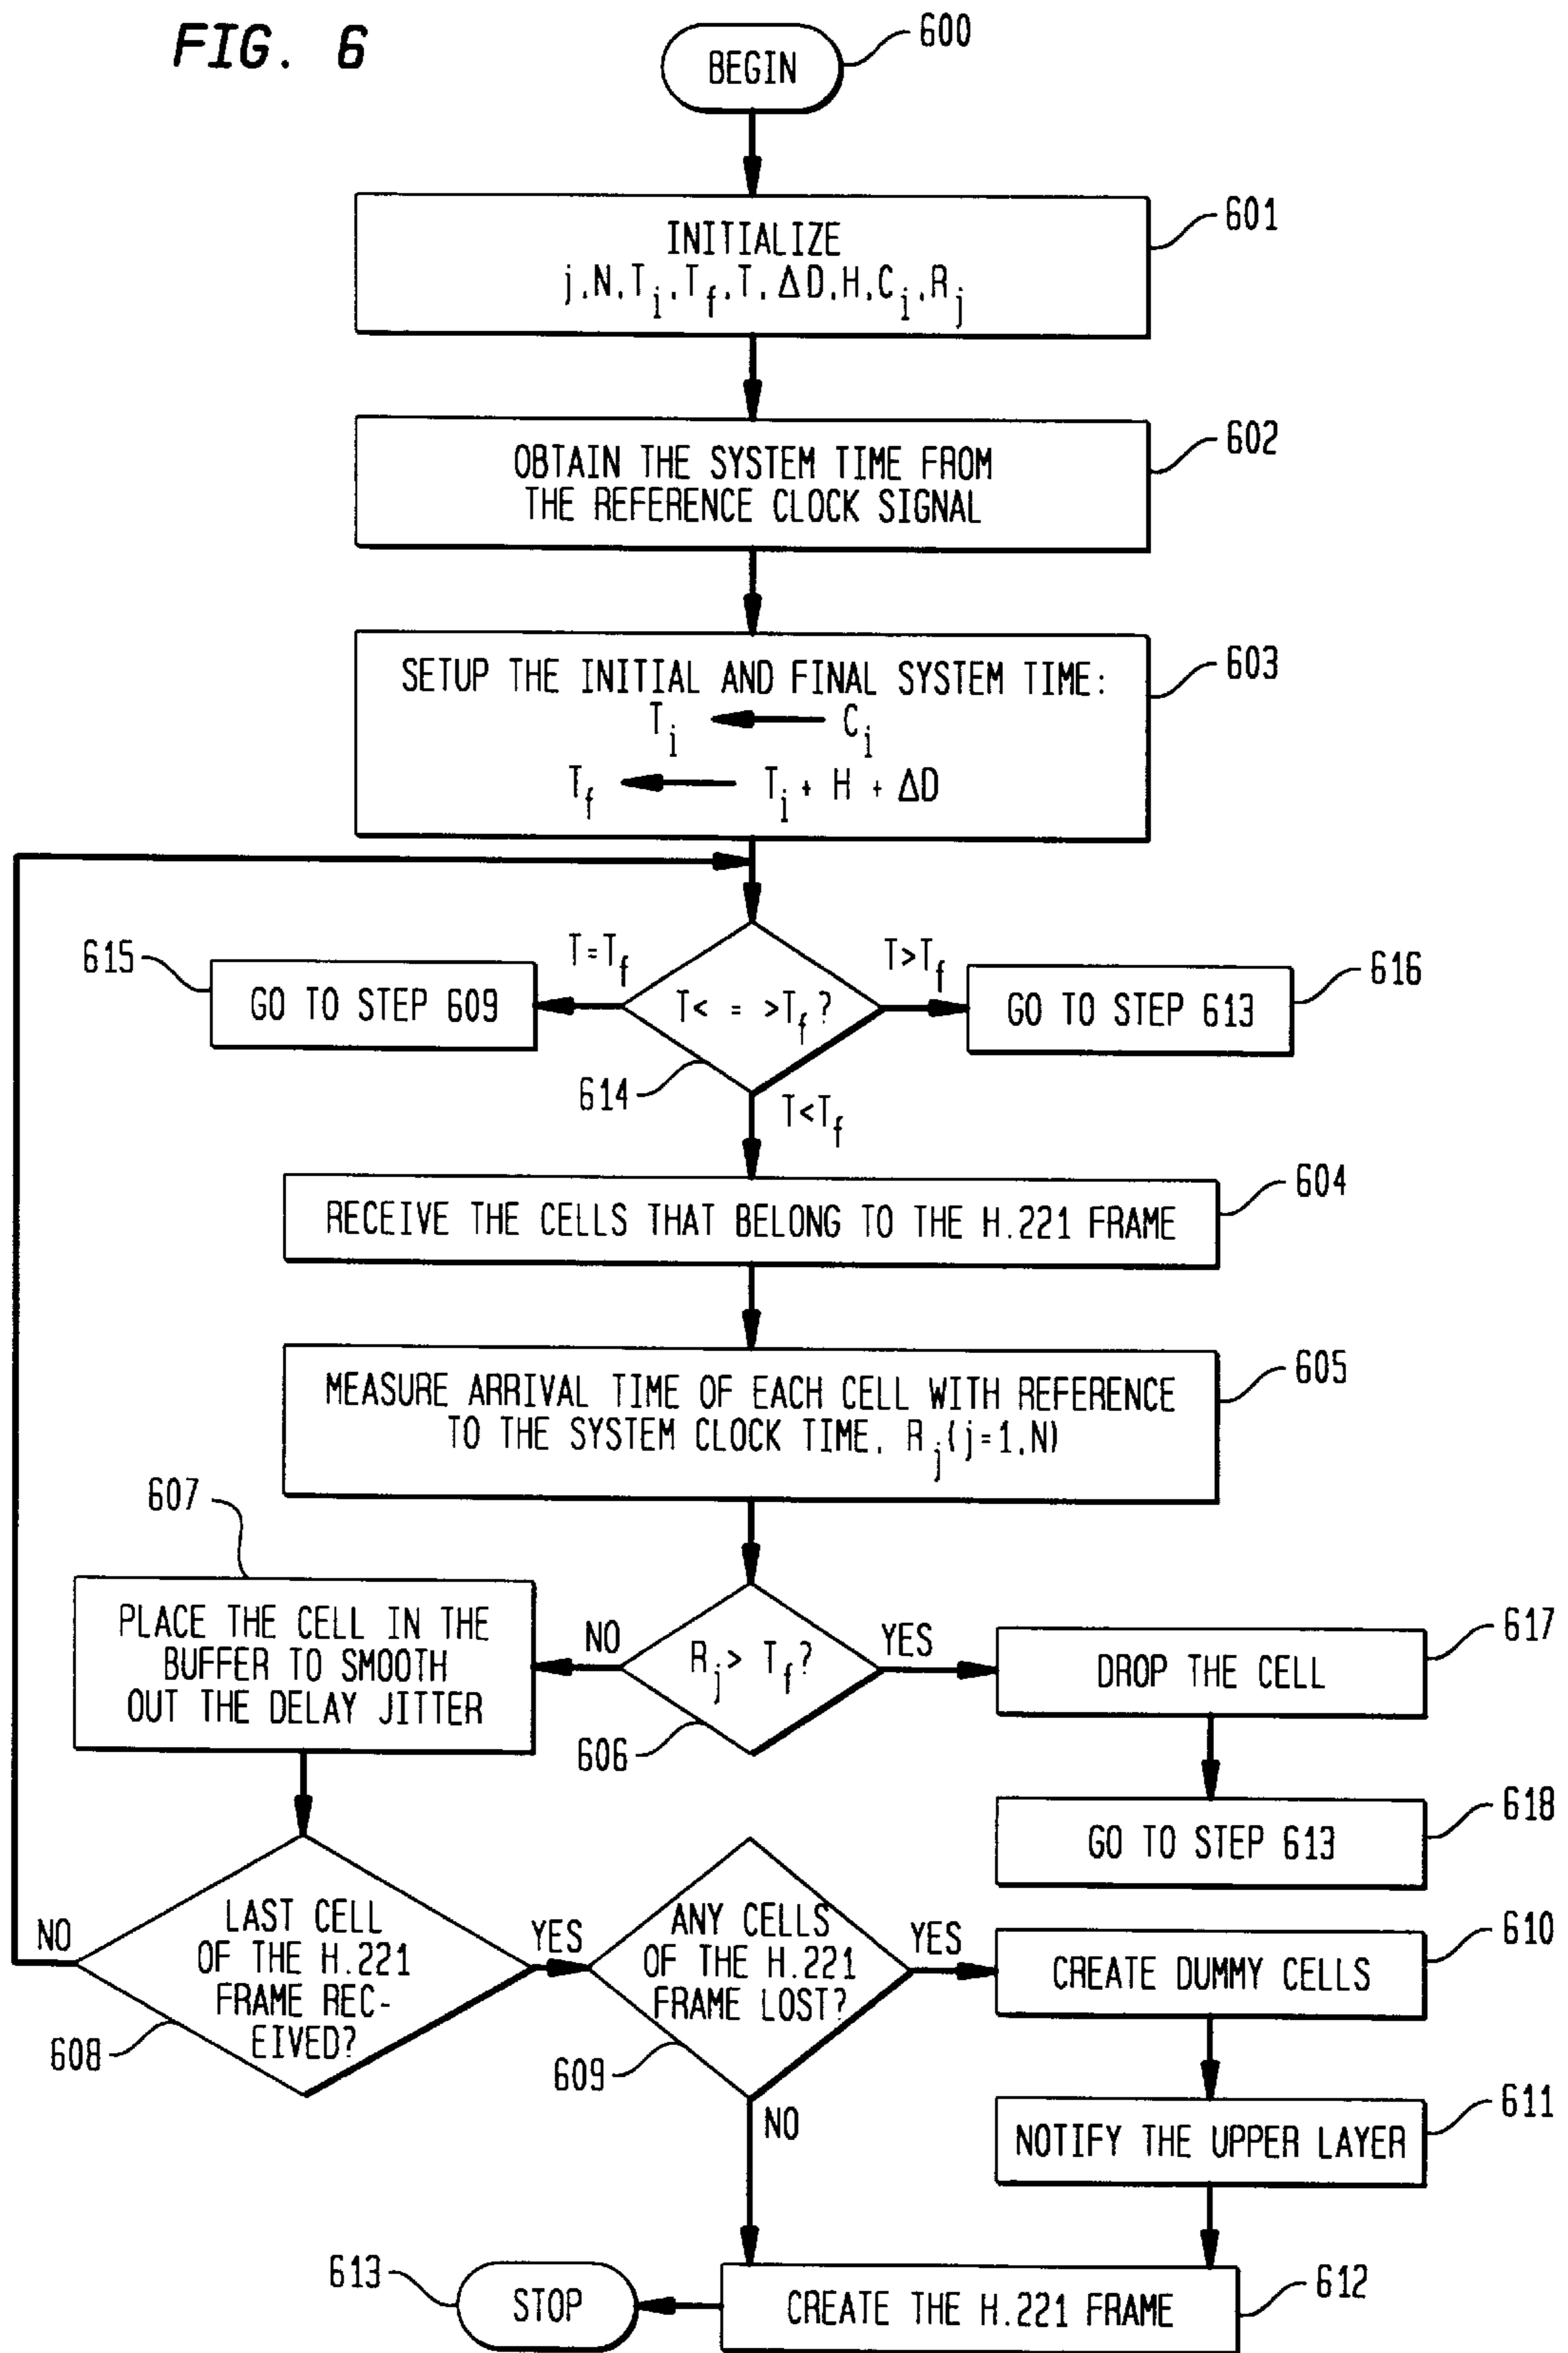 FIG. 6
BEGIN
600
INITIALIZE
j,N,Ti,Tf,T,ΔD,H,Ci,Rj
601
OBTAIN THE SYSTEM TIME FROM
THE REFERENCE CLOCK SIGNAL
602
SETUP THE INITIAL AND FINAL SYSTEM TIME:
Ti ← Ci
Tf ← Ti + H + ΔD
603
615
GO TO STEP 609
T=Tf
T< = >Tf?
614
T>Tf
GO TO STEP 613
616
T<Tf
RECEIVE THE CELLS THAT BELONG TO THE H.221 FRAME
604
MEASURE ARRIVAL TIME OF EACH CELL WITH REFERENCE
TO THE SYSTEM CLOCK TIME, Rj(j=1,N)
605
607
PLACE THE CELL IN THE
BUFFER TO SMOOTH
OUT THE DELAY JITTER
NO
Rj> Tf?
606
YES
DROP THE CELL
617
GO TO STEP 613
618
NO
LAST CELL
OF THE H.221
FRAME REC-
EIVED?
608
YES
ANY CELLS
OF THE H.221
FRAME LOST?
609
YES
CREATE DUMMY CELLS
610
NOTIFY THE UPPER LAYER
611
NO
613
STOP
CREATE THE H.221 FRAME
612